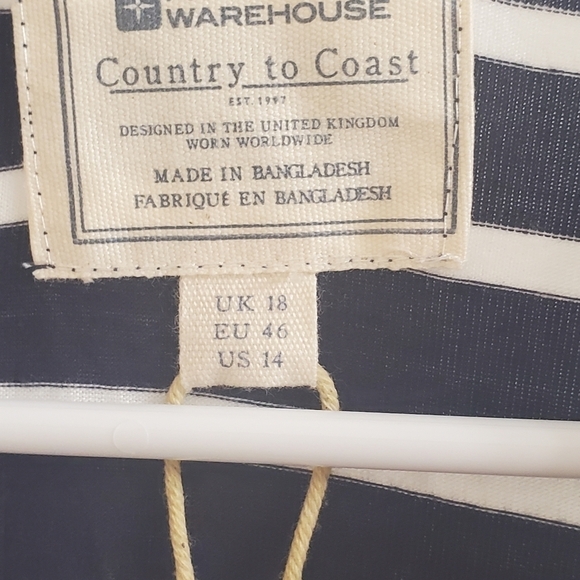 WAREHOUSE
Country to Coast
EST 1997
DESIGNED IN THE UNITED KINGDOM
WORN WORLDWIDE
MADE IN BANGLADESH
FABRIQUÉ EN BANGLADESH
UK 18
EU 46
US 14